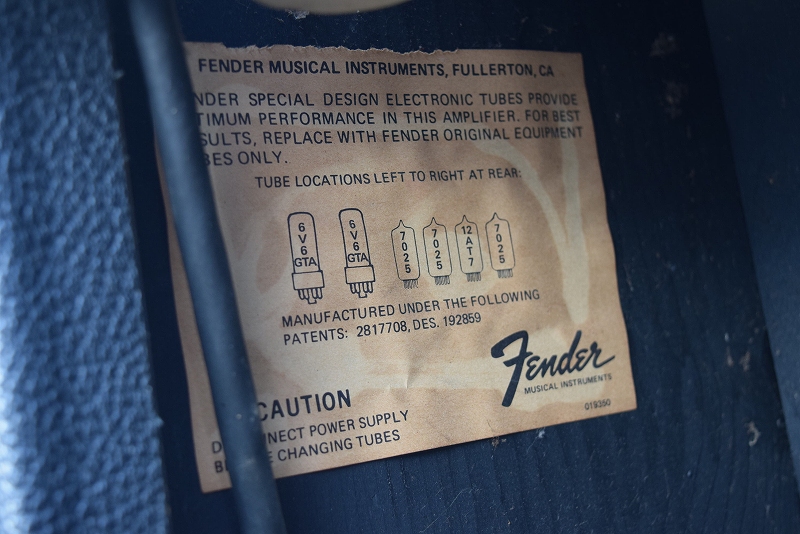 FENDER MUSICAL INSTRUMENTS, FULLERTON, CA
NDER SPECIAL DESIGN ELECTRONIC TUBES PROVIDE
TIMUM PERFORMANCE IN THIS AMPLIFIER. FOR BEST
SULTS, REPLACE WITH FENDER ORIGINAL EQUIPMENT
BES ONLY.
TUBE LOCATIONS LEFT TO RIGHT AT REAR:
6V6GTA 6V6GTA 7025 7025 12AT7 7025
MANUFACTURED UNDER THE FOLLOWING
PATENTS: 2817708, DES. 192859
Fender
MUSICAL INSTRUMENTS
019350
CAUTION
D NNECT POWER SUPPLY
B E CHANGING TUBES